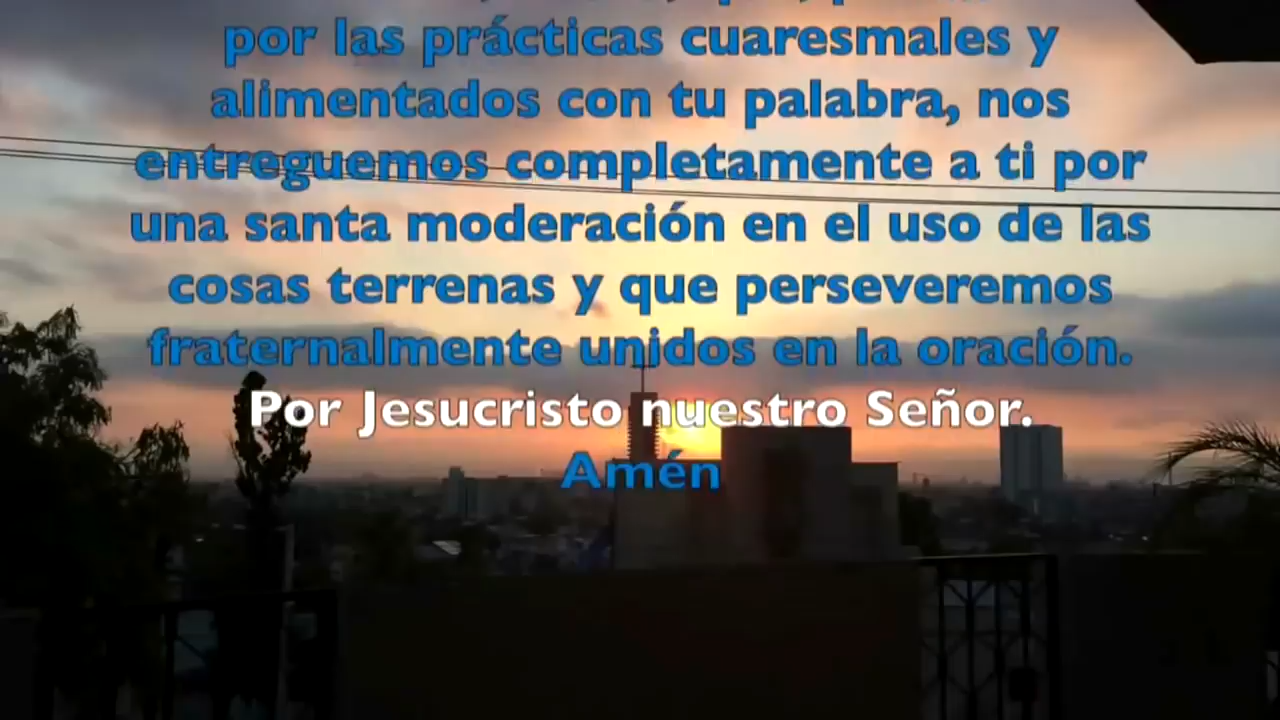 por las prácticas cuaresmales y
alimentados con tu palabra, nos
entreguemos completamente a ti por
una santa moderación en el uso de las
cosas terrenas y que perseveremos
fraternalmente unidos en la oración.
Por Jesucristo nuestro Señor.
Amén